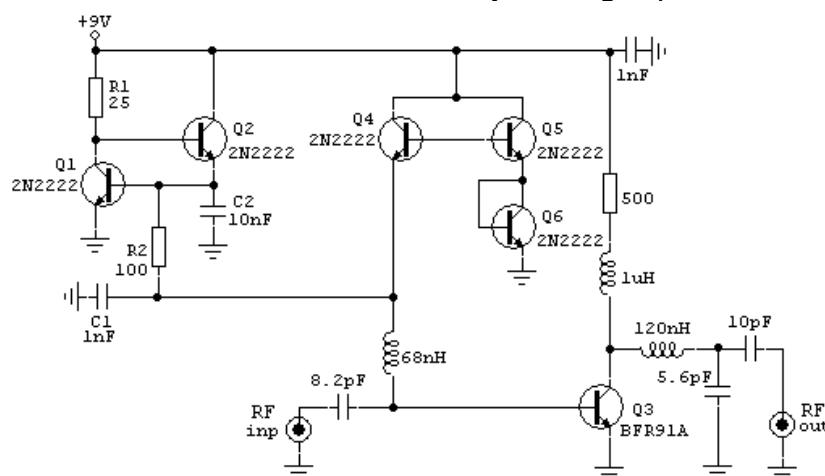 +9V
1nF
R1
25
Q2
2N2222
Q4
2N2222
Q5
2N2222
Q1
2N2222
C2
10nF
Q6
2N2222
500
R2
100
1uH
C1
1nF
68nH
120nH
10pF
8.2pF
5.6pF
RF
inp
Q3
BFR91A
RF
out